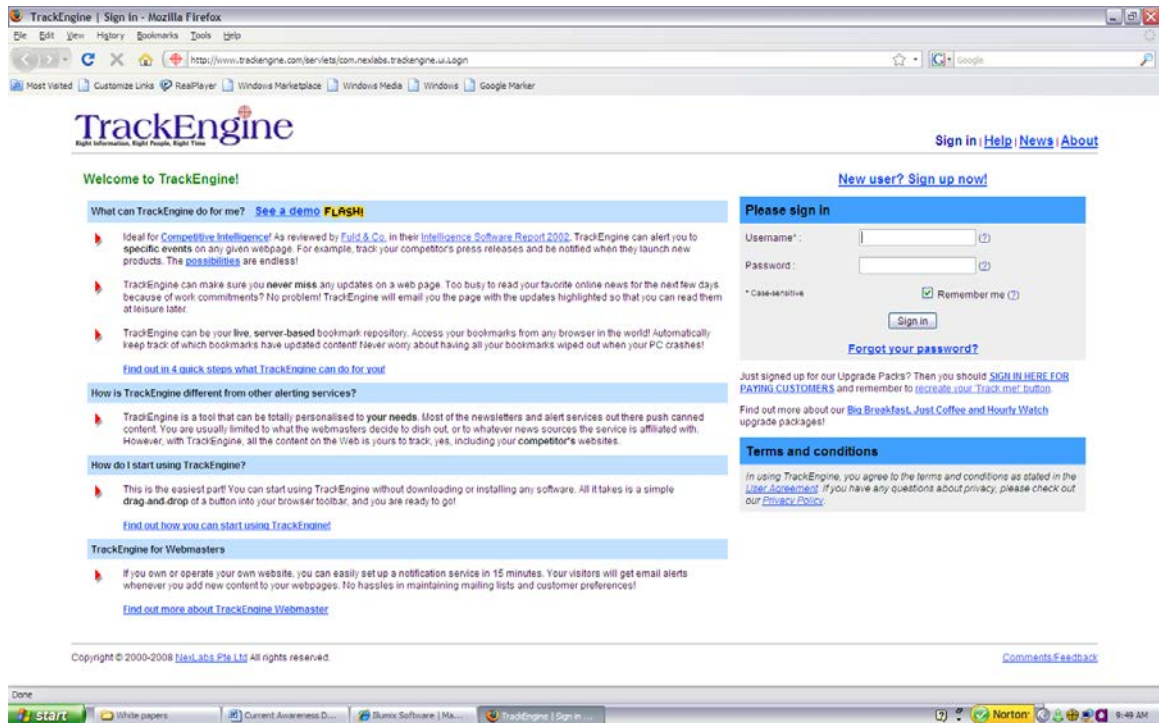 TrackEngine | Sign in - Mozilla Firefox
File Edit View History Bookmarks Tools Help
http://www.trackengine.com/servlets/com.nexlabs.trackengine.ui.Login
Google
Most Visited Customize Links RealPlayer Windows Marketplace Windows Media Windows Google Marker
TrackEngine
Right Information, Right People, Right Time
Sign in | Help | News | About
Welcome to TrackEngine!
What can TrackEngine do for me? See a demo FLASH!
Ideal for Competitive Intelligence! As reviewed by Fuld & Co. in their Intelligence Software Report 2002. TrackEngine can alert you to
specific events on any given webpage. For example, track your competitor's press releases and be notified when they launch new
products. The possibilities are endless!
TrackEngine can make sure you never miss any updates on a web page. Too busy to read your favorite online news for the next few days
because of work commitments? No problem! TrackEngine will email you the page with the updates highlighted so that you can read them
at leisure later.
TrackEngine can be your live, server-based bookmark repository. Access your bookmarks from any browser in the world! Automatically
keep track of which bookmarks have updated content! Never worry about having all your bookmarks wiped out when your PC crashes!
Find out in 4 quick steps what TrackEngine can do for you!
How is TrackEngine different from other alerting services?
TrackEngine is a tool that can be totally personalised to your needs. Most of the newsletters and alert services out there push canned
content. You are usually limited to what the webmasters decide to dish out, or to whatever news sources the service is affiliated with.
However, with TrackEngine, all the content on the Web is yours to track, yes, including your competitor's websites.
How do I start using TrackEngine?
This is the easiest part! You can start using TrackEngine without downloading or installing any software. All it takes is a simple
drag-and-drop of a button into your browser toolbar, and you are ready to go!
Find out how you can start using TrackEngine!
TrackEngine for Webmasters
If you own or operate your own website, you can easily set up a notification service in 15 minutes. Your visitors will get email alerts
whenever you add new content to your webpages. No hassles in maintaining mailing lists and customer preferences!
Find out more about TrackEngine Webmaster
New user? Sign up now!
Please sign in
Username* : (?)
Password : (?)
* Case-sensitive Remember me (?)
Sign in
Forgot your password?
Just signed up for our Upgrade Packs? Then you should SIGN IN HERE FOR
PAYING CUSTOMERS and remember to recreate your 'Track me!' button.
Find out more about our Big Breakfast, Just Coffee and Hourly Watch
upgrade packages!
Terms and conditions
In using TrackEngine, you agree to the terms and conditions as stated in the
User Agreement. If you have any questions about privacy, please check out
our Privacy Policy.
Copyright © 2000-2008 NexLabs Pte Ltd All rights reserved.
Comments/Feedback
Done
start White papers Current Awareness D... Illumix Software | Ma... TrackEngine | Sign in ... Norton 9:49 AM